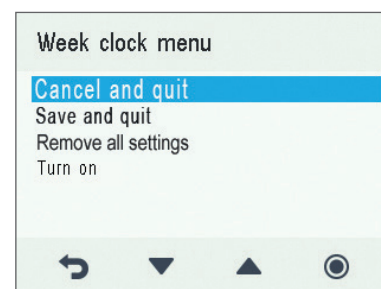 Week clock menu
Cancel and quit
Save and quit
Remove all settings
Turn on